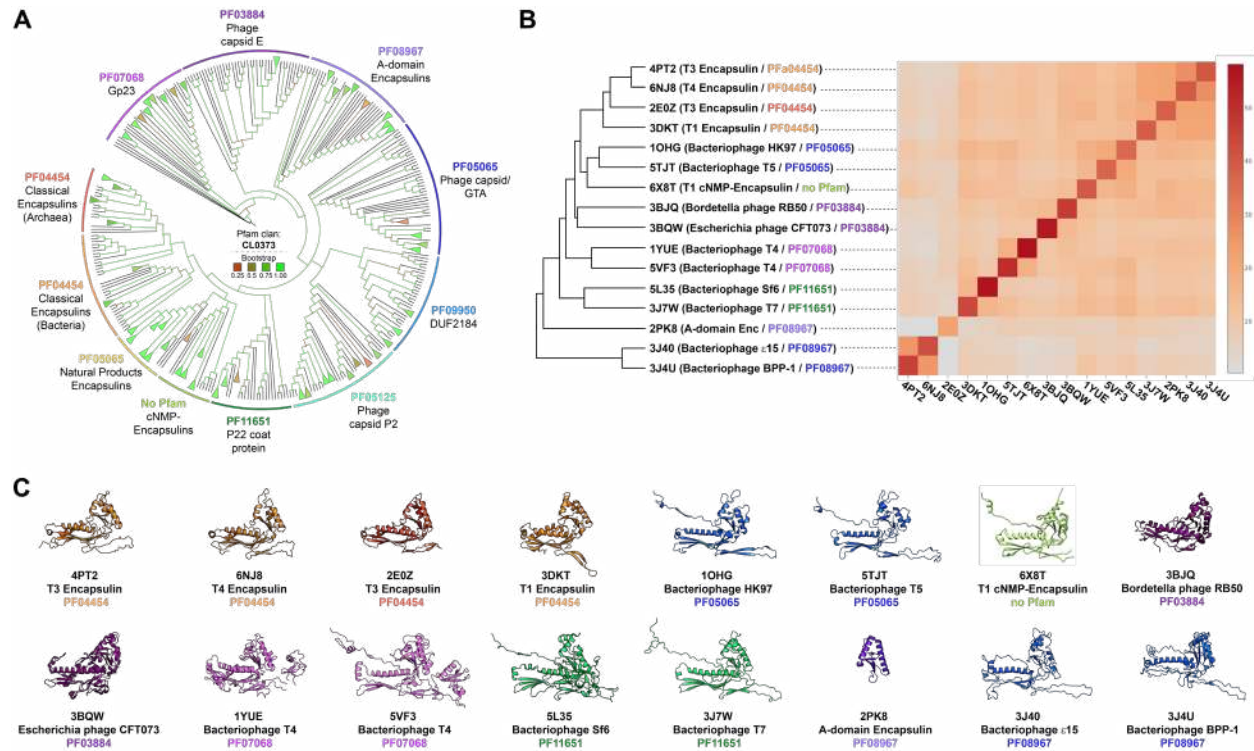 A
PF03884
Phage
capsid E
PF08967
A-domain
Encapsulins
PF07068
Gp23
PF05065
Phage capsid/
GTA
PF04454
Classical
Encapsulins
(Archaea)
Pfam clan:
CL0373
Bootstrap
0.25 0.5 0.75 1.00
PF04454
Classical
Encapsulins
(Bacteria)
PF09950
DUF2184
PF05065
Natural Products
Encapsulins
No Pfam
cNMP-
Encapsulins
PF11651
P22 coat
protein
PF05125
Phage
capsid P2
B
4PT2 (T3 Encapsulin / PFa04454)
6NJ8 (T4 Encapsulin / PF04454)
2E0Z (T3 Encapsulin / PF04454)
3DKT (T1 Encapsulin / PF04454)
1OHG (Bacteriophage HK97 / PF05065)
5TJT (Bacteriophage T5 / PF05065)
6X8T (T1 cNMP-Encapsulin / no Pfam)
3BJQ (Bordetella phage RB50 / PF03884)
3BQW (Escherichia phage CFT073 / PF03884)
1YUE (Bacteriophage T4 / PF07068)
5VF3 (Bacteriophage T4 / PF07068)
5L35 (Bacteriophage Sf6 / PF11651)
3J7W (Bacteriophage T7 / PF11651)
2PK8 (A-domain Enc / PF08967)
3J40 (Bacteriophage ε15 / PF08967)
3J4U (Bacteriophage BPP-1 / PF08967)
4PT2 6NJ8 2E0Z 3DKT 1OHG 5TJT 6X8T 3BJQ 3BQW 1YUE 5VF3 5L35 3J7W 2PK8 3J40 3J4U
C
4PT2 6NJ8 2E0Z 3DKT 1OHG 5TJT 6X8T 3BJQ
T3 Encapsulin T4 Encapsulin T3 Encapsulin T1 Encapsulin Bacteriophage HK97 Bacteriophage T5 T1 cNMP-Encapsulin Bordetella phage RB50
PF04454 PF04454 PF04454 PF04454 PF05065 PF05065 no Pfam PF03884
3BQW 1YUE 5VF3 5L35 3J7W 2PK8 3J40 3J4U
Escherichia phage CFT073 Bacteriophage T4 Bacteriophage T4 Bacteriophage Sf6 Bacteriophage T7 A-domain Encapsulin Bacteriophage ε15 Bacteriophage BPP-1
PF03884 PF07068 PF07068 PF11651 PF11651 PF08967 PF08967 PF08967